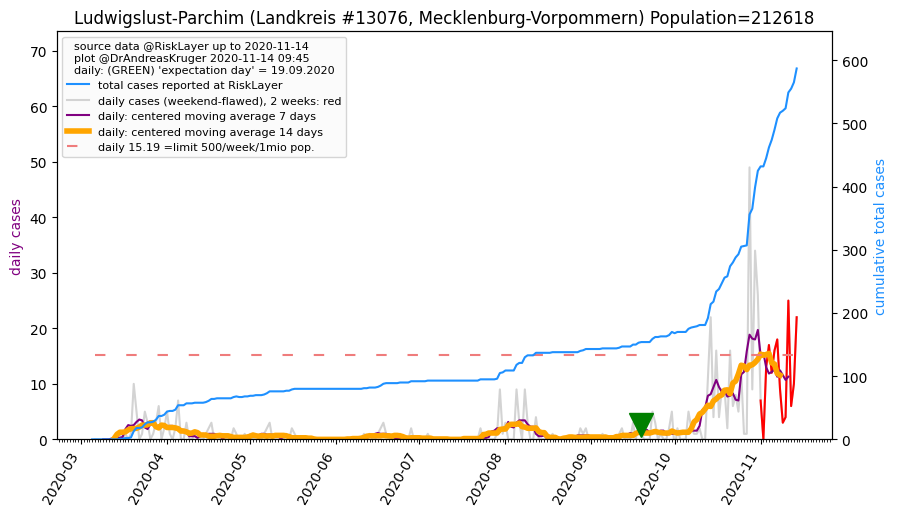 Ludwigslust-Parchim (Landkreis #13076, Mecklenburg-Vorpommern) Population=212618
source data @RiskLayer up to 2020-11-14
plot @DrAndreasKruger 2020-11-14 09:45
daily: (GREEN) 'expectation day' = 19.09.2020
total cases reported at RiskLayer
daily cases (weekend-flawed), 2 weeks: red
daily: centered moving average 7 days
daily: centered moving average 14 days
daily 15.19 =limit 500/week/1mio pop.
daily cases
70
60
50
40
30
20
10
0
cumulative total cases
600
500
400
300
200
100
0
2020-03
2020-04
2020-05
2020-06
2020-07
2020-08
2020-09
2020-10
2020-11